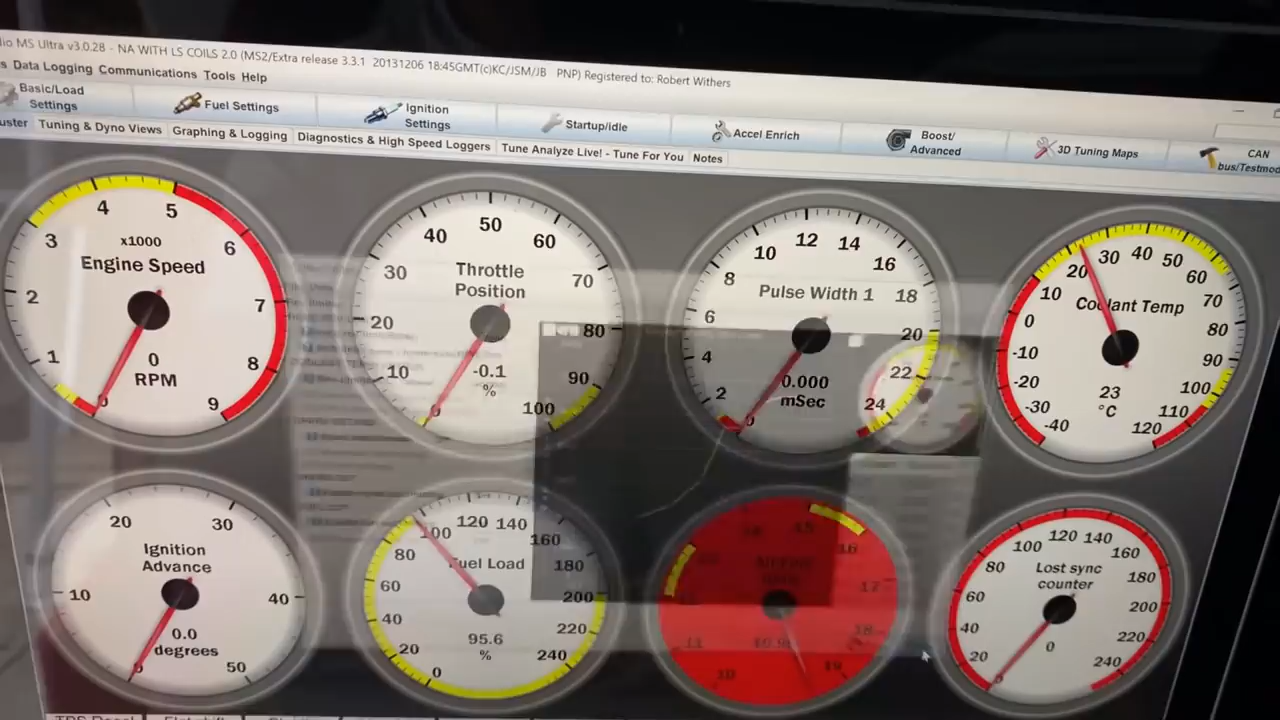 dio MS Ultra v3.0.28 - NA WITH LS COILS 2.0 (MS2/Extra release 3.3.1 20131206 18:45GMT(c)KC/JSM/JB PNP) Registered to: Robert Withers
s Data Logging Communications Tools Help
Basic/Load Settings
Fuel Settings
Ignition Settings
Startup/idle
Accel Enrich
Boost/ Advanced
3D Tuning Maps
CAN bus/Testmod
uster Tuning & Dyno Views Graphing & Logging Diagnostics & High Speed Loggers Tune Analyze Live! - Tune For You Notes
0 1 2 3 4 5 6 7 8 9
x1000
Engine Speed
0
RPM
0 10 20 30 40 50 60 70 80 90 100
Throttle
Position
-0.1
%
0 2 4 6 8 10 12 14 16 18 20 22 24
Pulse Width 1
0.000
mSec
-40 -30 -20 -10 0 10 20 30 40 50 60 70 80 90 100 110 120
Coolant Temp
23
°C
0 10 20 30 40 50
Ignition
Advance
0.0
degrees
0 20 40 60 80 100 120 140 160 180 200 220 240
Fuel Load
95.6
%
10 11 15 16 17 18 19
0 20 40 60 80 100 120 140 160 180 200 220 240
Lost sync
counter
0